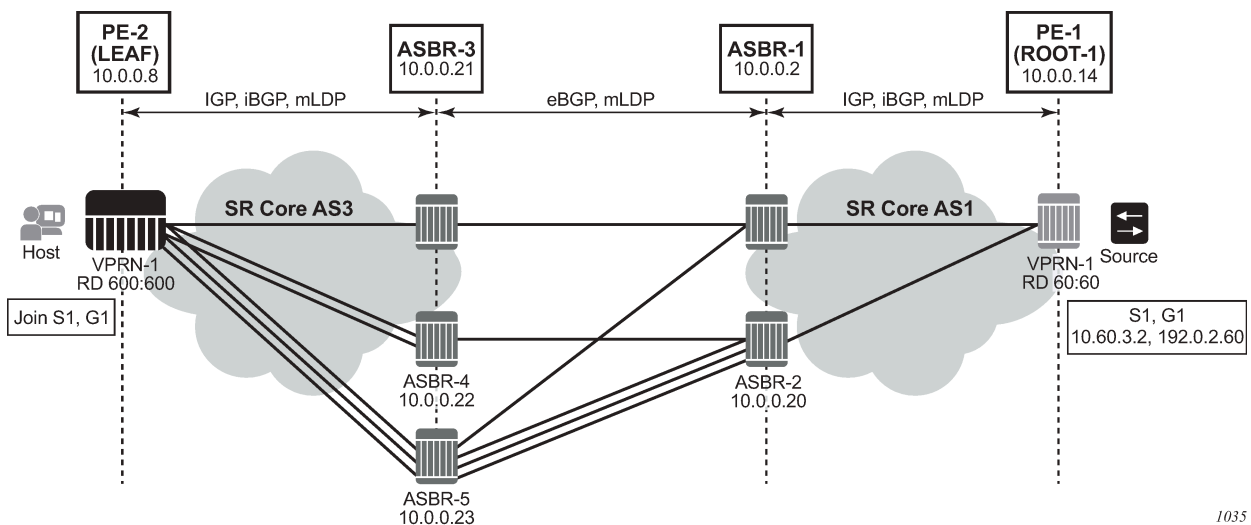 PE-2
(LEAF)
10.0.0.8
ASBR-3
10.0.0.21
ASBR-1
10.0.0.2
PE-1
(ROOT-1)
10.0.0.14
IGP, iBGP, mLDP
eBGP, mLDP
IGP, iBGP, mLDP
SR Core AS3
SR Core AS1
Host
VPRN-1
RD 600:600
VPRN-1
RD 60:60
Source
Join S1, G1
S1, G1
10.60.3.2, 192.0.2.60
ASBR-4
10.0.0.22
ASBR-2
10.0.0.20
ASBR-5
10.0.0.23
1035